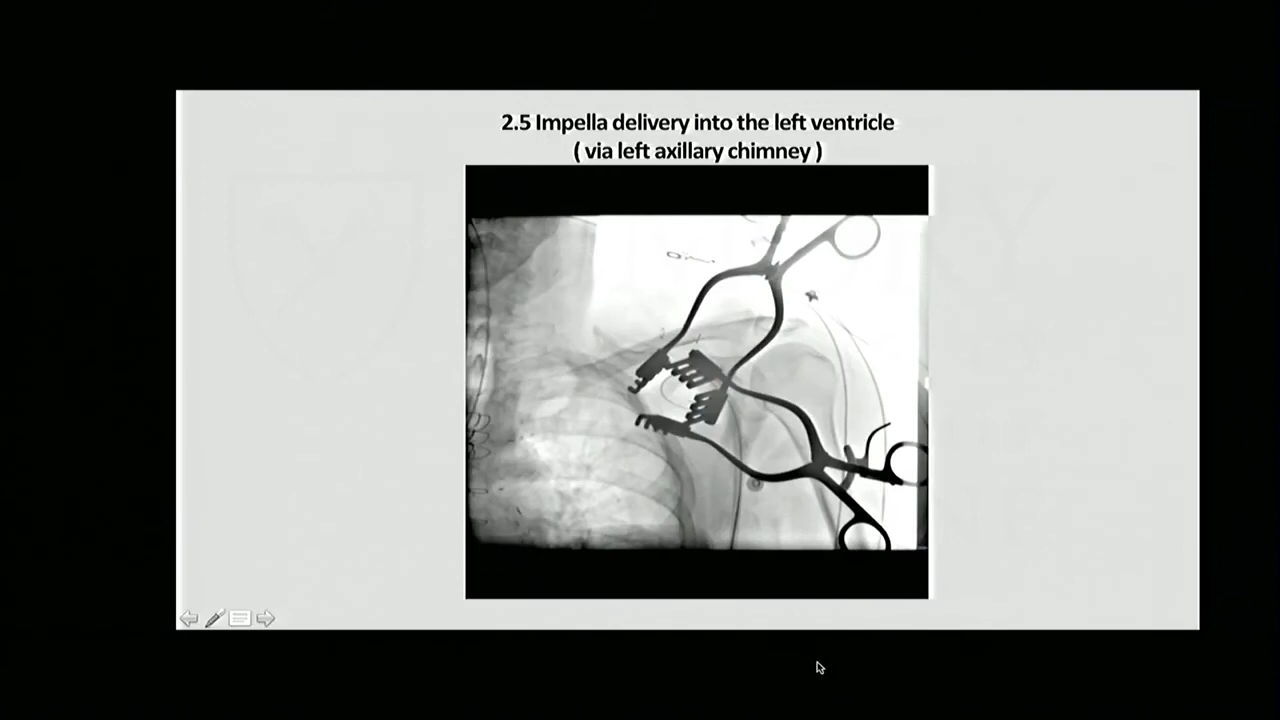 2.5 Impella delivery into the left ventricle
( via left axillary chimney )